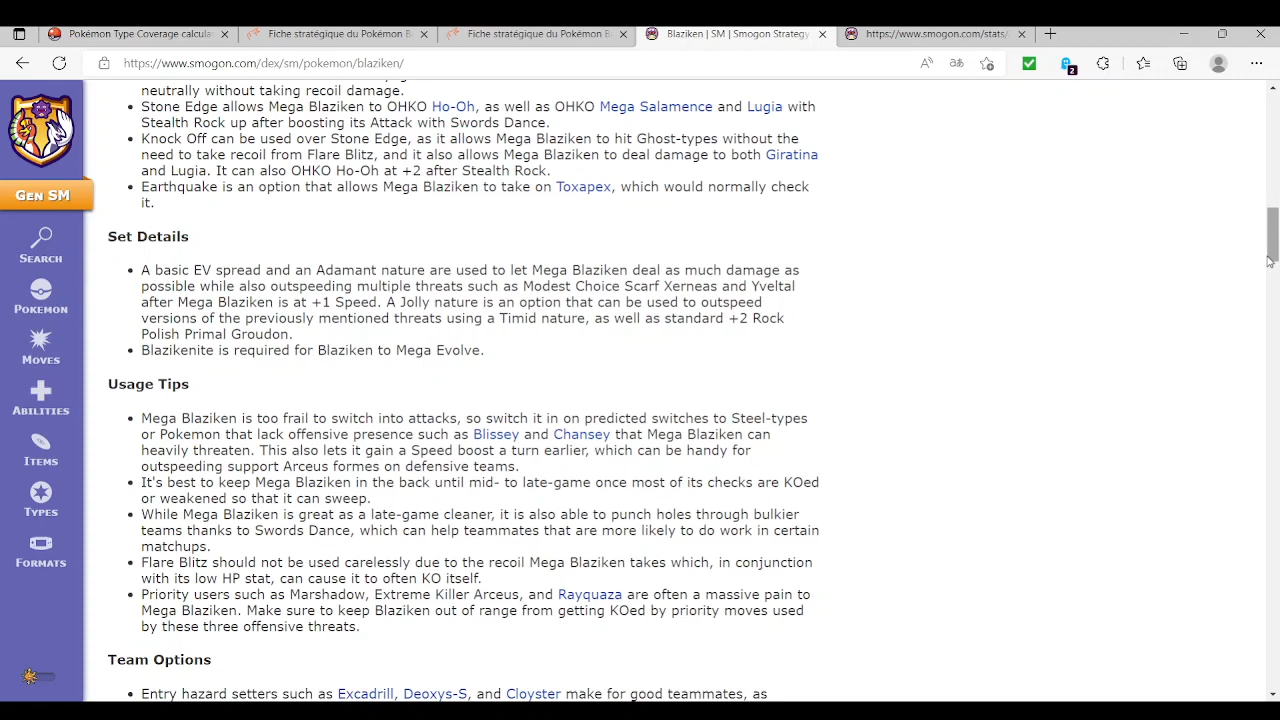 Pokémon Type Coverage calcula
Fiche stratégique du Pokémon B
Fiche stratégique du Pokémon B
Blaziken | SM | Smogon Strategy
https://www.smogon.com/stats/
https://www.smogon.com/dex/sm/pokemon/blaziken/
2
neutrally without taking recoil damage.
• Stone Edge allows Mega Blaziken to OHKO Ho-Oh, as well as OHKO Mega Salamence and Lugia with
Stealth Rock up after boosting its Attack with Swords Dance.
• Knock Off can be used over Stone Edge, as it allows Mega Blaziken to hit Ghost-types without the
need to take recoil from Flare Blitz, and it also allows Mega Blaziken to deal damage to both Giratina
and Lugia. It can also OHKO Ho-Oh at +2 after Stealth Rock.
• Earthquake is an option that allows Mega Blaziken to take on Toxapex, which would normally check
it.
GEN SM
SEARCH
POKEMON
MOVES
ABILITIES
ITEMS
TYPES
FORMATS
Set Details
• A basic EV spread and an Adamant nature are used to let Mega Blaziken deal as much damage as
possible while also outspeeding multiple threats such as Modest Choice Scarf Xerneas and Yveltal
after Mega Blaziken is at +1 Speed. A Jolly nature is an option that can be used to outspeed
versions of the previously mentioned threats using a Timid nature, as well as standard +2 Rock
Polish Primal Groudon.
• Blazikenite is required for Blaziken to Mega Evolve.
Usage Tips
• Mega Blaziken is too frail to switch into attacks, so switch it in on predicted switches to Steel-types
or Pokemon that lack offensive presence such as Blissey and Chansey that Mega Blaziken can
heavily threaten. This also lets it gain a Speed boost a turn earlier, which can be handy for
outspeeding support Arceus formes on defensive teams.
• It's best to keep Mega Blaziken in the back until mid- to late-game once most of its checks are KOed
or weakened so that it can sweep.
• While Mega Blaziken is great as a late-game cleaner, it is also able to punch holes through bulkier
teams thanks to Swords Dance, which can help teammates that are more likely to do work in certain
matchups.
• Flare Blitz should not be used carelessly due to the recoil Mega Blaziken takes which, in conjunction
with its low HP stat, can cause it to often KO itself.
• Priority users such as Marshadow, Extreme Killer Arceus, and Rayquaza are often a massive pain to
Mega Blaziken. Make sure to keep Blaziken out of range from getting KOed by priority moves used
by these three offensive threats.
Team Options
• Entry hazard setters such as Excadrill, Deoxys-S, and Cloyster make for good teammates, as